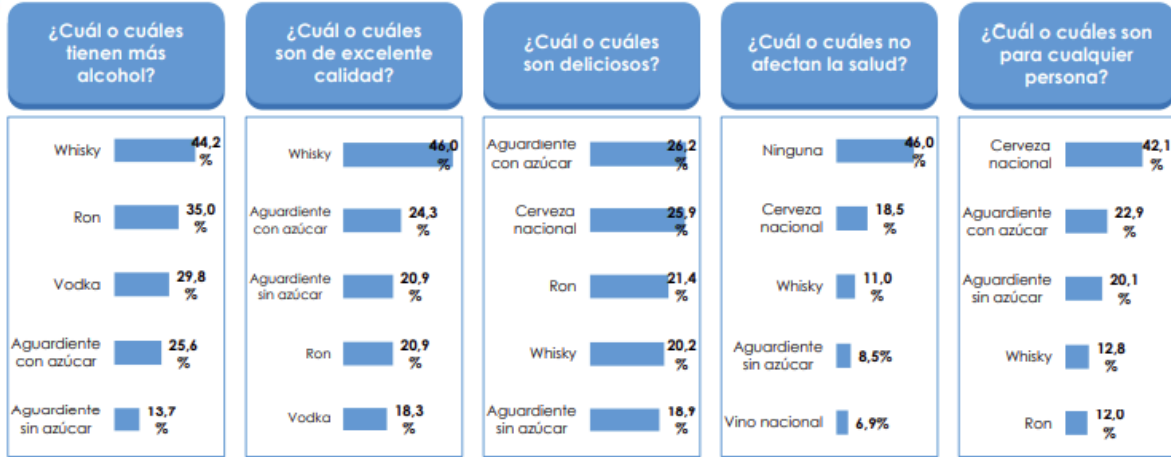 ¿Cuál o cuáles
tienen más
alcohol?
Whisky
44,2
%
Ron
35,0
%
Vodka
29,8
%
Aguardiente
con azúcar
25,6
%
Aguardiente
sin azúcar
13,7
%
¿Cuál o cuáles
son de excelente
calidad?
Whisky
46,0
%
Aguardiente
con azúcar
24,3
%
Aguardiente
sin azúcar
20,9
%
Ron
20,9
%
Vodka
18,3
%
¿Cuál o cuáles
son deliciosos?
Aguardiente
con azúcar
26,2
%
Cerveza
nacional
25,9
%
Ron
21,4
%
Whisky
20,2
%
Aguardiente
sin azúcar
18,9
%
¿Cuál o cuáles no
afectan la salud?
Ninguna
46,0
%
Cerveza
nacional
18,5
%
Whisky
11,0
%
Aguardiente
sin azúcar
8,5%
Vino nacional
6,9%
¿Cuál o cuáles son
para cualquier
persona?
Cerveza
nacional
42,1
%
Aguardiente
con azúcar
22,9
%
Aguardiente
sin azúcar
20,1
%
Whisky
12,8
%
Ron
12,0
%